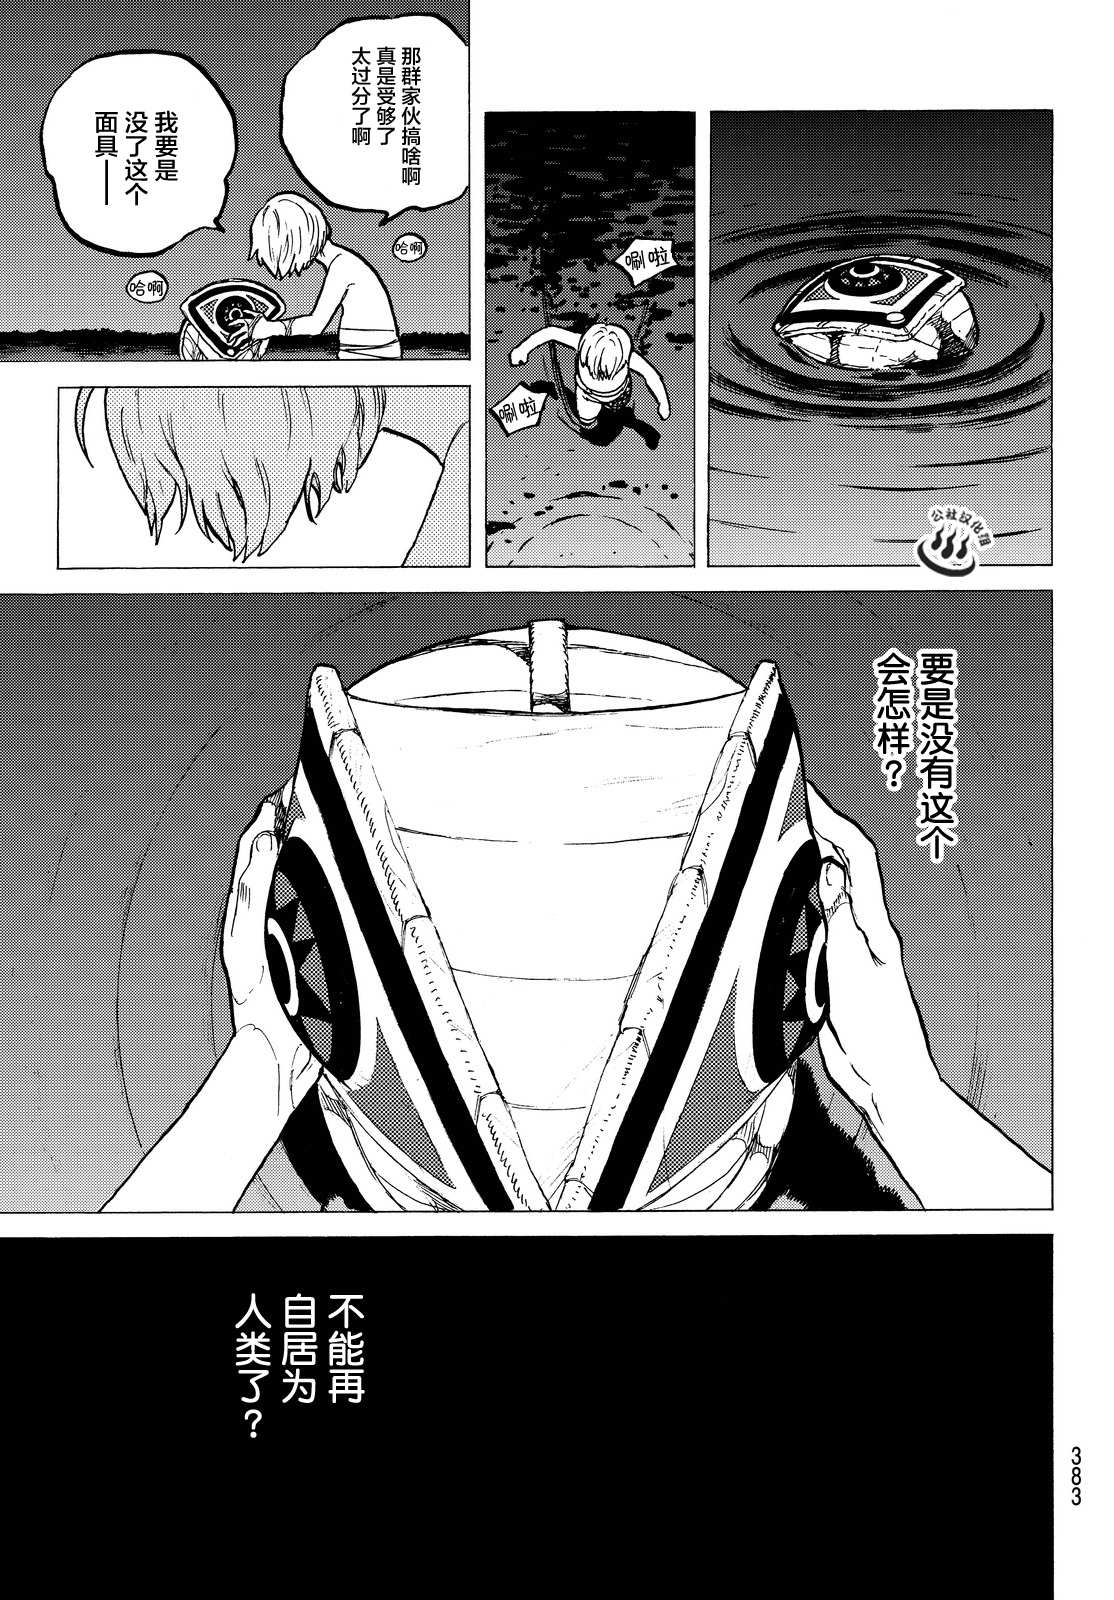 唰啦
唰啦
那群家伙搞啥啊
真是受够了
太过分了啊
哈啊
我要是
没了这个
面具——
哈啊
公社汉化组
要是没有这个
会怎样？
不能再
自居为
人类了？
383